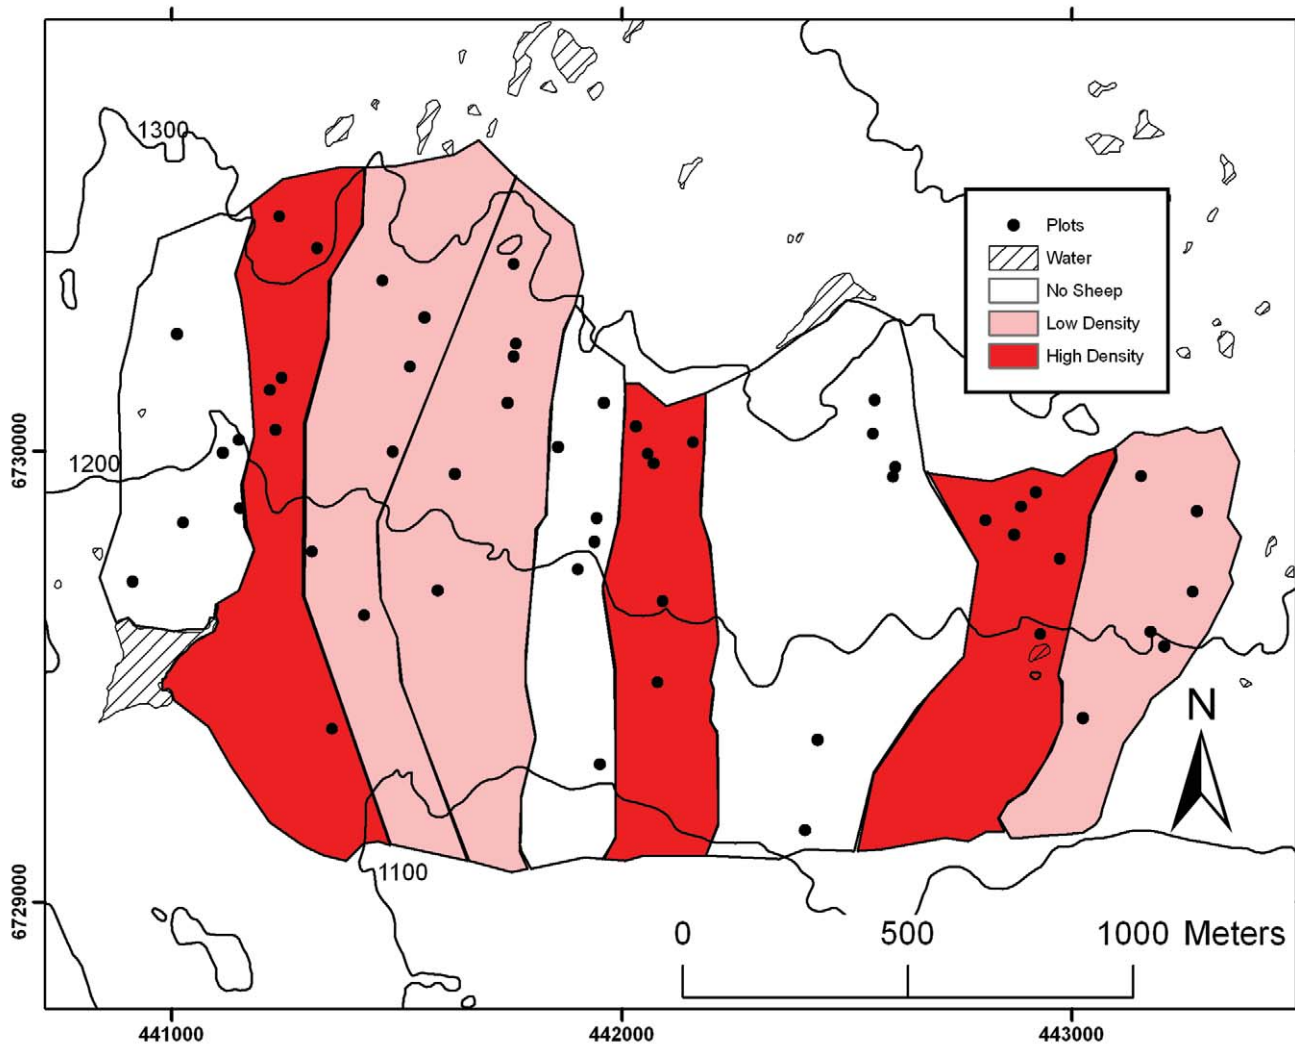 1300
Plots
Water
No Sheep
Low Density
High Density
6730000
1200
N
1100
6729000
0 500 1000 Meters
441000 442000 443000